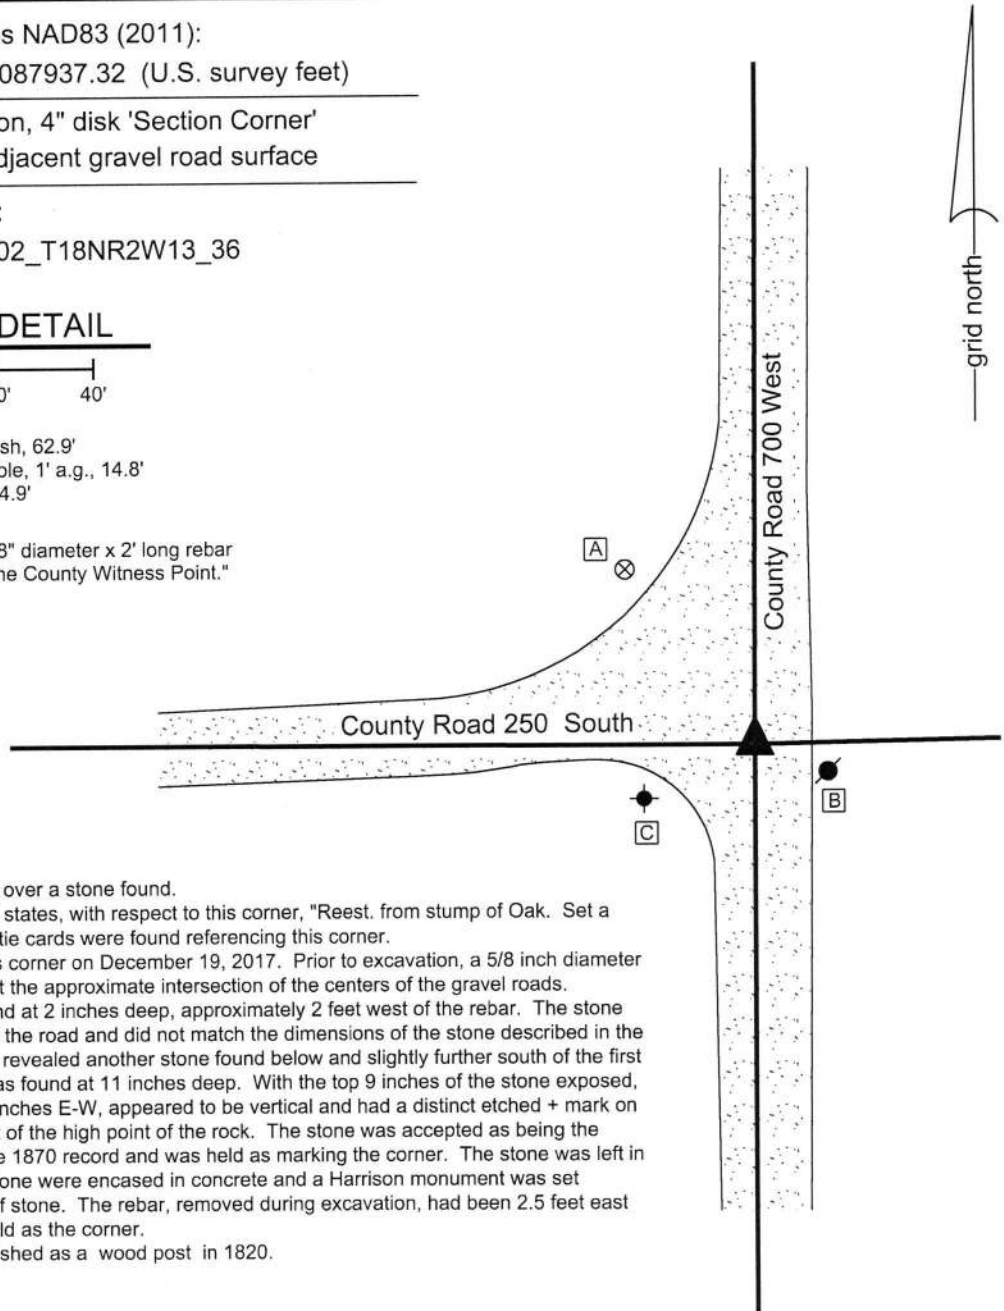 s NAD83 (2011):
087937.32 (U.S. survey feet)
on, 4" disk 'Section Corner'
djacent gravel road surface
:
02_T18NR2W13_36
DETAIL
0' 40'
sh, 62.9'
ole, 1' a.g., 14.8'
4.9'
8" diameter x 2' long rebar
ne County Witness Point."
grid north
County Road 700 West
A
County Road 250 South
B
C
over a stone found.
states, with respect to this corner, "Reest. from stump of Oak. Set a
tie cards were found referencing this corner.
s corner on December 19, 2017. Prior to excavation, a 5/8 inch diameter
t the approximate intersection of the centers of the gravel roads.
nd at 2 inches deep, approximately 2 feet west of the rebar. The stone
the road and did not match the dimensions of the stone described in the
revealed another stone found below and slightly further south of the first
as found at 11 inches deep. With the top 9 inches of the stone exposed,
nches E-W, appeared to be vertical and had a distinct etched + mark on
t of the high point of the rock. The stone was accepted as being the
e 1870 record and was held as marking the corner. The stone was left in
one were encased in concrete and a Harrison monument was set
f stone. The rebar, removed during excavation, had been 2.5 feet east
ld as the corner.
shed as a wood post in 1820.